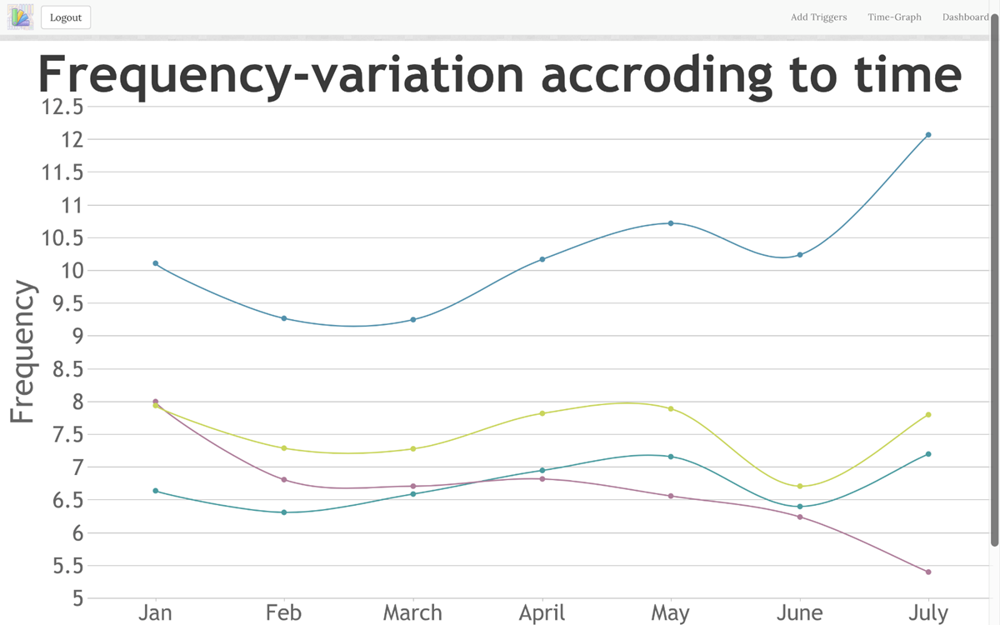 Logout
Add Triggers
Time-Graph
Dashboard
Frequency-variation accroding to time
12.5
12
11.5
11
10.5
10
9.5
9
8.5
8
7.5
7
6.5
6
5.5
5
Frequency
Jan
Feb
March
April
May
June
July